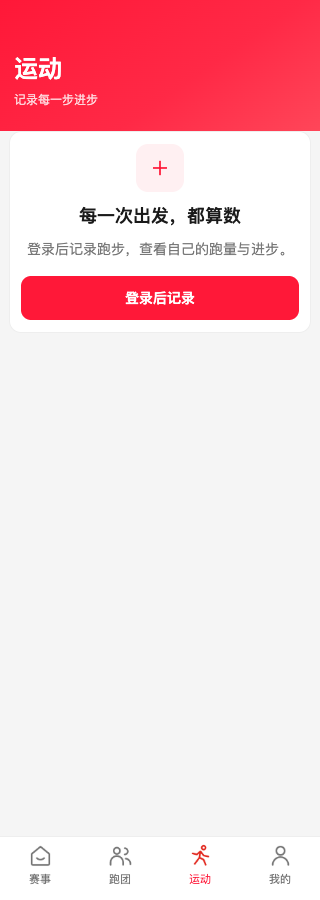 运动
记录每一步进步
每一次出发，都算数
登录后记录跑步，查看自己的跑量与进步。
登录后记录
赛事
跑团
运动
我的